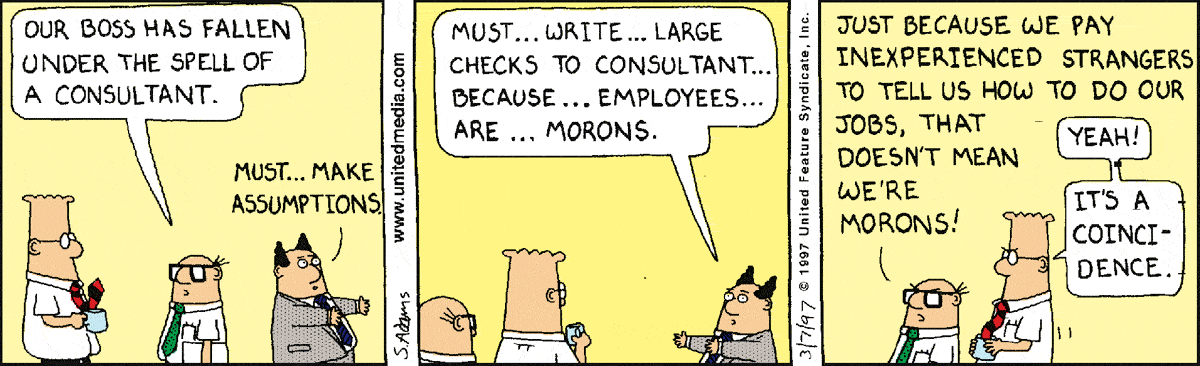 OUR BOSS HAS FALLEN
UNDER THE SPELL OF
A CONSULTANT.
MUST... MAKE
ASSUMPTIONS
S.Adams
www.unitedmedia.com
MUST... WRITE... LARGE
CHECKS TO CONSULTANT...
BECAUSE... EMPLOYEES...
ARE... MORONS.
3/7/97 © 1997 United Feature Syndicate, Inc.
JUST BECAUSE WE PAY
INEXPERIENCED STRANGERS
TO TELL US HOW TO DO OUR
JOBS, THAT
DOESN'T MEAN
WE'RE
MORONS!
YEAH!
IT'S A
COINCI-
DENCE.